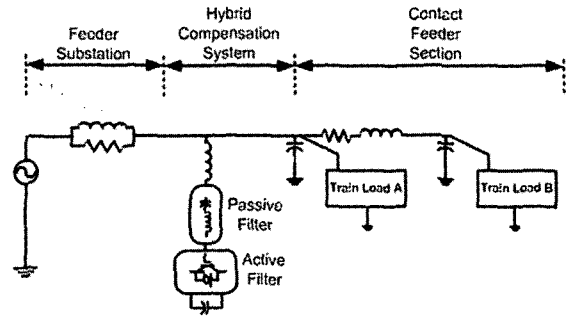 Feeder
Substation
Hybrid
Compensation
System
Contact
Feeder
Section
Passive
Filter
Active
Filter
Train Load A
Train Load B